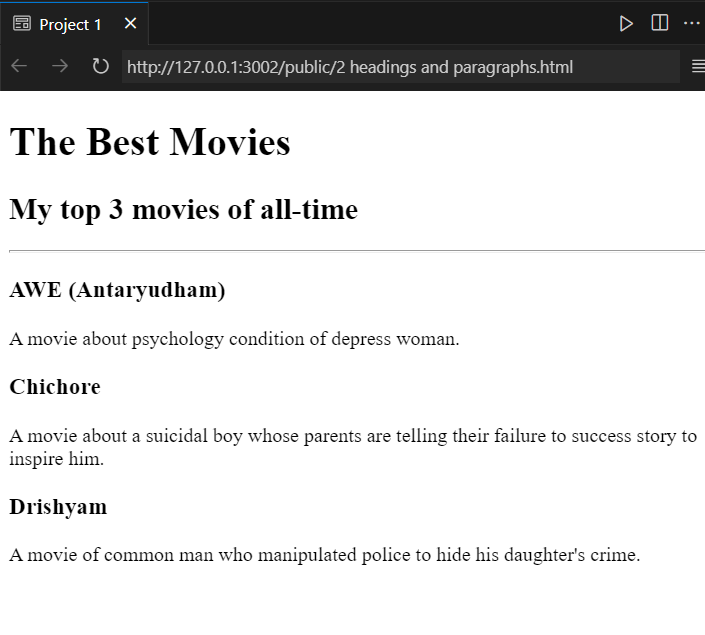 Project 1
http://127.0.0.1:3002/public/2 headings and paragraphs.html
The Best Movies
My top 3 movies of all-time
AWE (Antaryudham)
A movie about psychology condition of depress woman.
Chichore
A movie about a suicidal boy whose parents are telling their failure to success story to
inspire him.
Drishyam
A movie of common man who manipulated police to hide his daughter's crime.